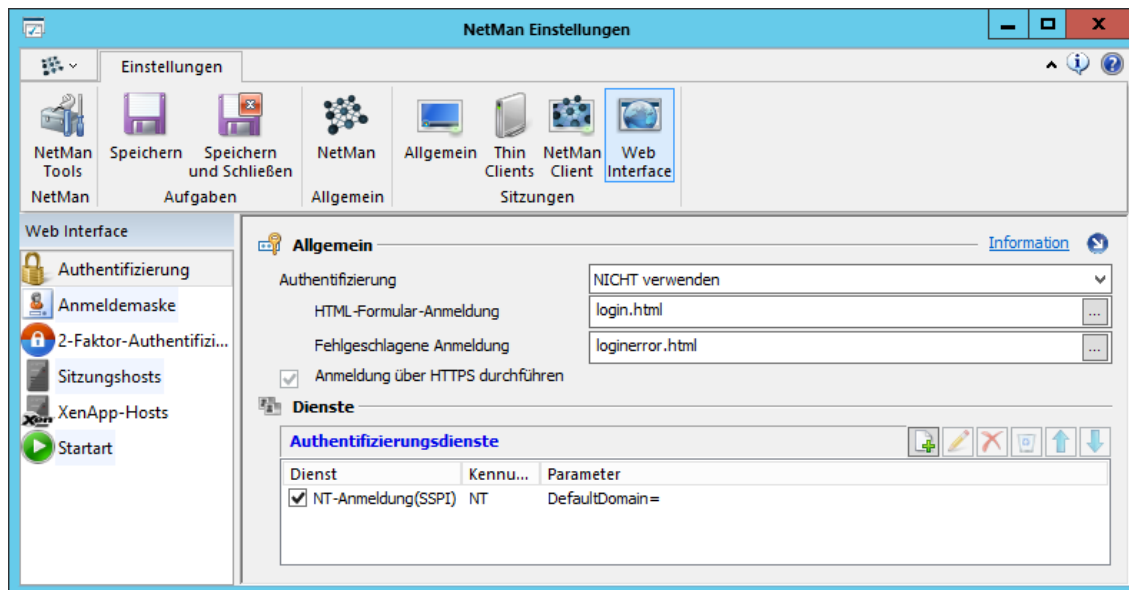 NetMan Einstellungen
Einstellungen
NetMan Tools
Speichern
Speichern und Schließen
NetMan
Allgemein
Thin Clients
NetMan Client
Web Interface
NetMan
Aufgaben
Allgemein
Sitzungen
Web Interface
Authentifizierung
Anmeldemaske
2-Faktor-Authentifizi...
Sitzungshosts
Xen XenApp-Hosts
Startart
Allgemein
Information
Authentifizierung
NICHT verwenden
HTML-Formular-Anmeldung
login.html
...
Fehlgeschlagene Anmeldung
loginerror.html
...
Anmeldung über HTTPS durchführen
Dienste
Authentifizierungsdienste
Dienst Kennu... Parameter
NT-Anmeldung(SSPI) NT DefaultDomain=